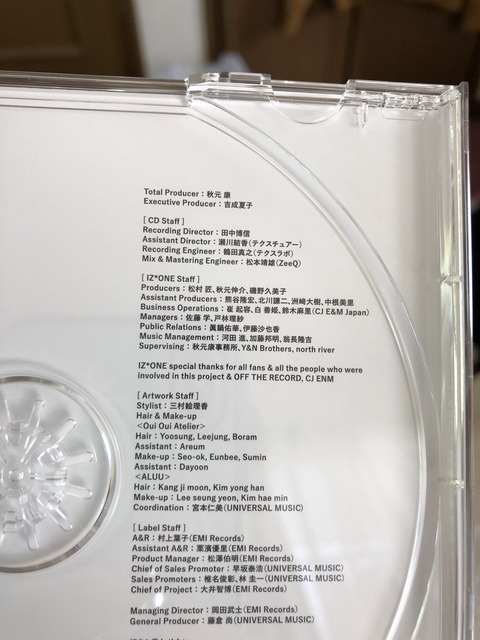 Total Producer：秋元 康
Executive Producer：吉成夏子
[ CD Staff ]
Recording Director：田中博信
Assistant Director：瀬川結香（テクスチュアー）
Recording Engineer：鶴田真之（テクスラボ）
Mix & Mastering Engineer：松本靖雄（ZeeQ）
[ IZ*ONE Staff ]
Producers：松村 匠、秋元伸介、磯野久美子
Assistant Producers：熊谷隆宏、北川謙二、洲崎大樹、中根美里
Business Operations：崔 起容、白 善姫、鈴木麻里（CJ E&M Japan）
Managers：佐藤 学、戸林理紗
Public Relations：眞鍋佑華、伊藤沙也香
Music Management：河田 進、加藤邦明、翁長隆吉
Supervising：秋元康事務所、Y&N Brothers、north river
IZ*ONE special thanks for all fans & all the people who were
involved in this project & OFF THE RECORD, CJ ENM
[ Artwork Staff ]
Stylist：三村絵理香
Hair & Make-up
<Oui Oui Atelier>
Hair：Yoosung, Leejung, Boram
Assistant：Areum
Make-up：Seo-ok, Eunbee, Sumin
Assistant：Dayoon
<ALUU>
Hair：Kang ji moon, Kim yong han
Make-up：Lee seung yeon, Kim hae min
Coordination：宮本仁美（UNIVERSAL MUSIC）
[ Label Staff ]
A&R：村上葉子（EMI Records）
Assistant A&R：栗濱優里（EMI Records）
Product Manager：松澤伯明（EMI Records）
Chief of Sales Promoter：早坂泰浩（UNIVERSAL MUSIC）
Sales Promoters：椎名俊彰、林 圭一（UNIVERSAL MUSIC）
Chief of Project：大井智博（EMI Records）
Managing Director：岡田武士（EMI Records）
General Producer：藤倉 尚（UNIVERSAL MUSIC）